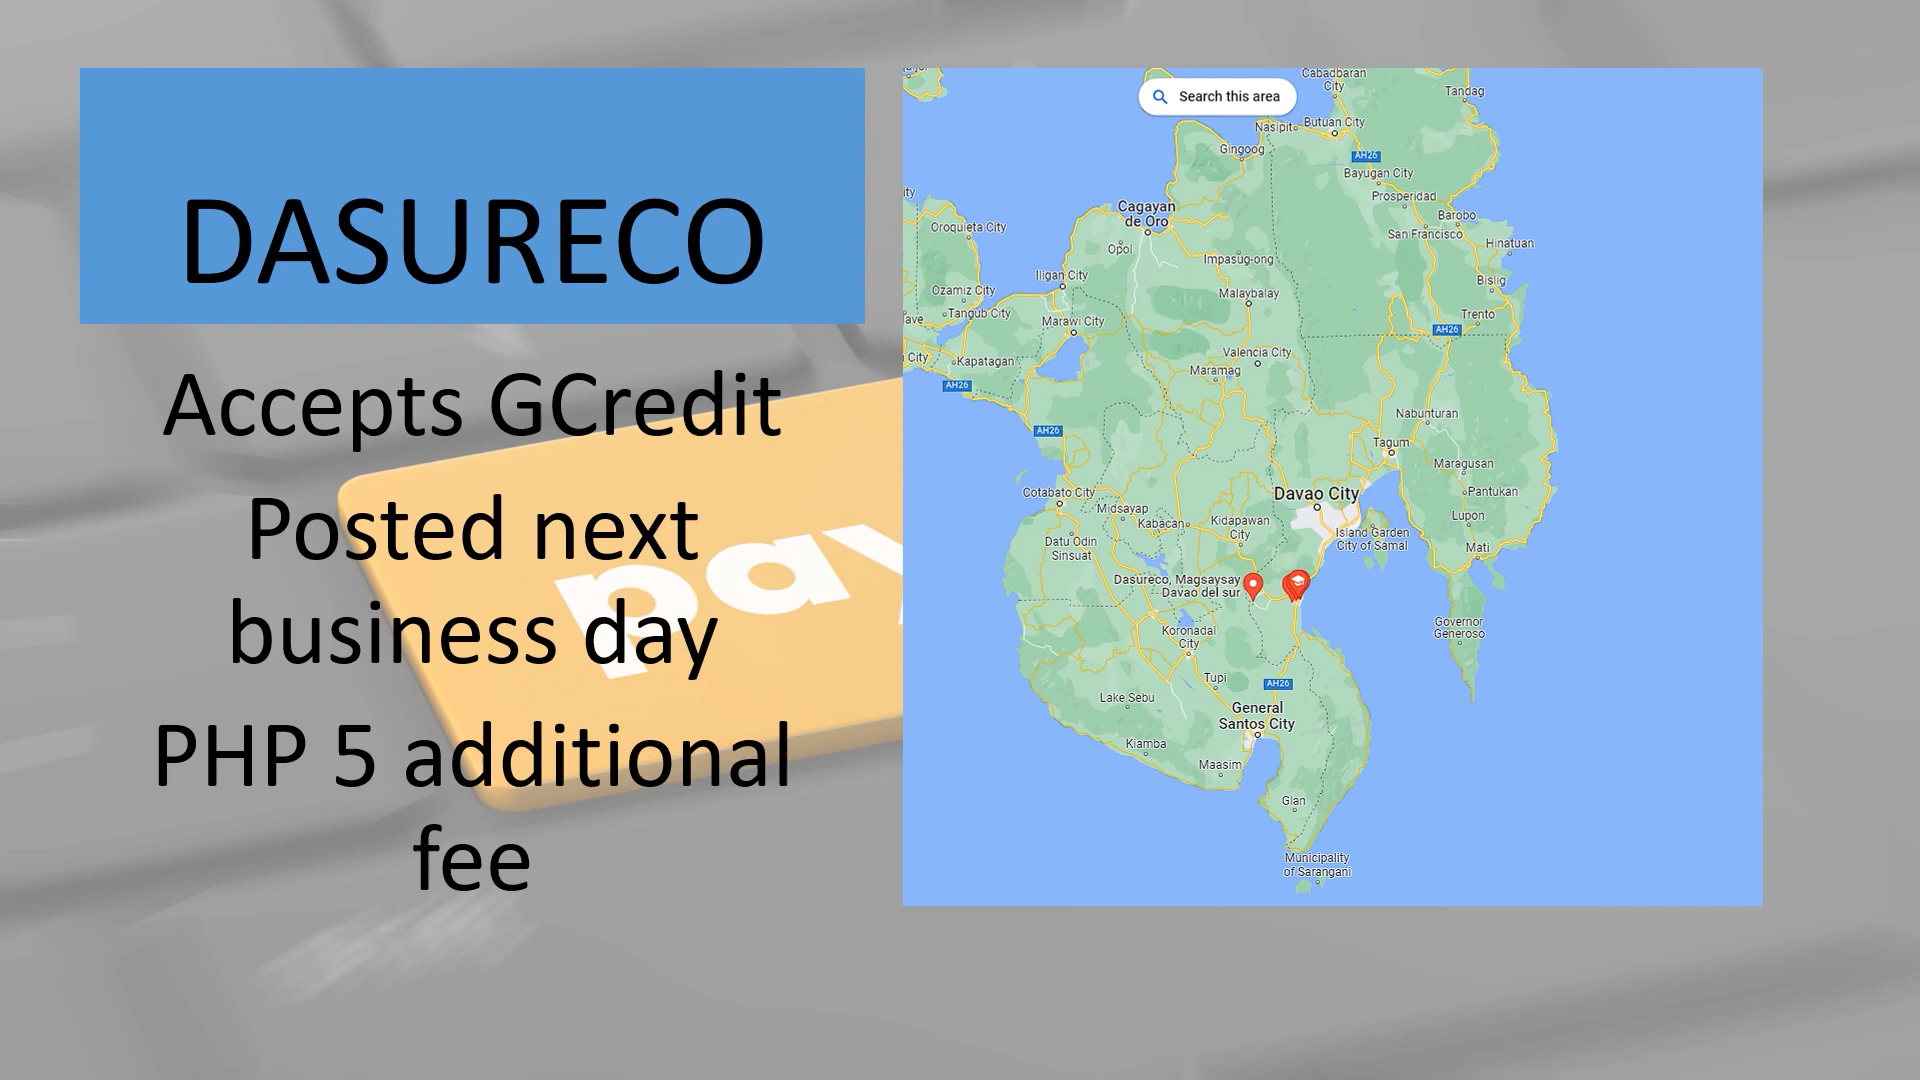 DASURECO
Accepts GCredit
Posted next
business day
PHP 5 additional
fee
pay
Search this area
Cabadbaran
City
Tandag
Nasipit
Butuan City
Gingoog
AH26
Bayugan City
Prosperidad
Cagayan
de Oro
Barobo
San Francisco
Oroquieta City
Opol
Hinatuan
Impasug-ong
Iligan City
Bislig
Ozamiz City
Malaybalay
Tangub City
Trento
Marawi City
AH26
Valencia City
City
Kapatagan
Maramag
AH26
Nabunturan
AH26
Tagum
Maragusan
Cotabato City
Davao City
Pantukan
Midsayap
Kabacan
Kidapawan
City
Lupon
Datu Odin
Sinsuat
Island Garden
City of Samal
Mati
Dasureco, Magsaysay
Davao del sur
Koronadal
City
Governor
Generoso
Tupi
AH26
Lake Sebu
General
Santos City
Kiamba
Maasim
Glan
Municipality
of Sarangani